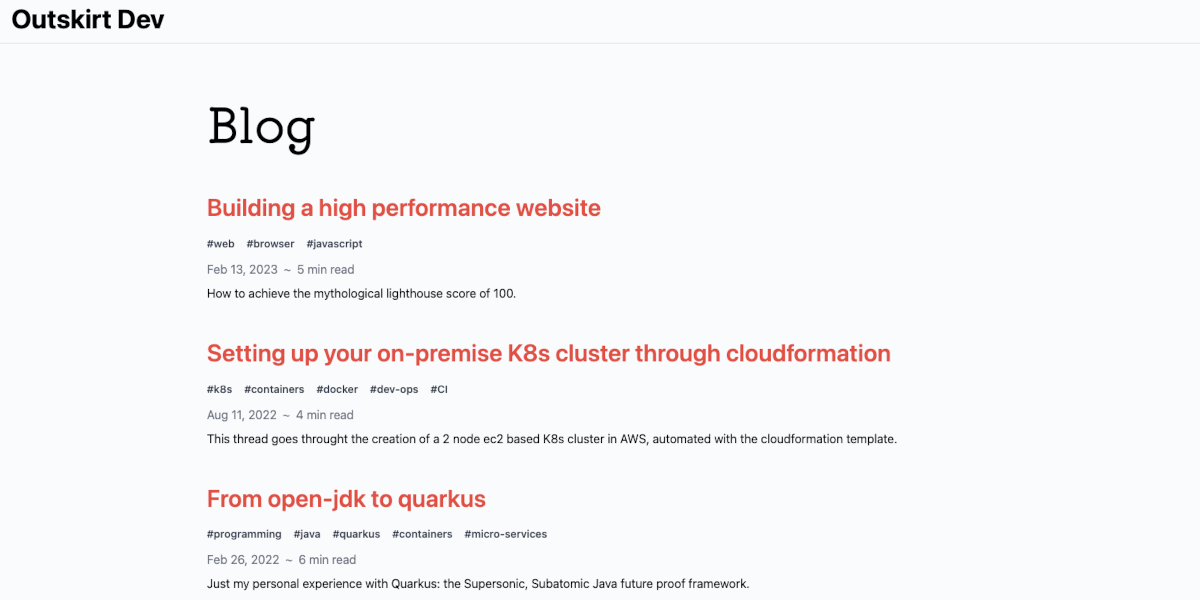 Outskirt Dev
Blog
Building a high performance website
#web #browser #javascript
Feb 13, 2023 ~ 5 min read
How to achieve the mythological lighthouse score of 100.
Setting up your on-premise K8s cluster through cloudformation
#k8s #containers #docker #dev-ops #CI
Aug 11, 2022 ~ 4 min read
This thread goes throught the creation of a 2 node ec2 based K8s cluster in AWS, automated with the cloudformation template.
From open-jdk to quarkus
#programming #java #quarkus #containers #micro-services
Feb 26, 2022 ~ 6 min read
Just my personal experience with Quarkus: the Supersonic, Subatomic Java future proof framework.